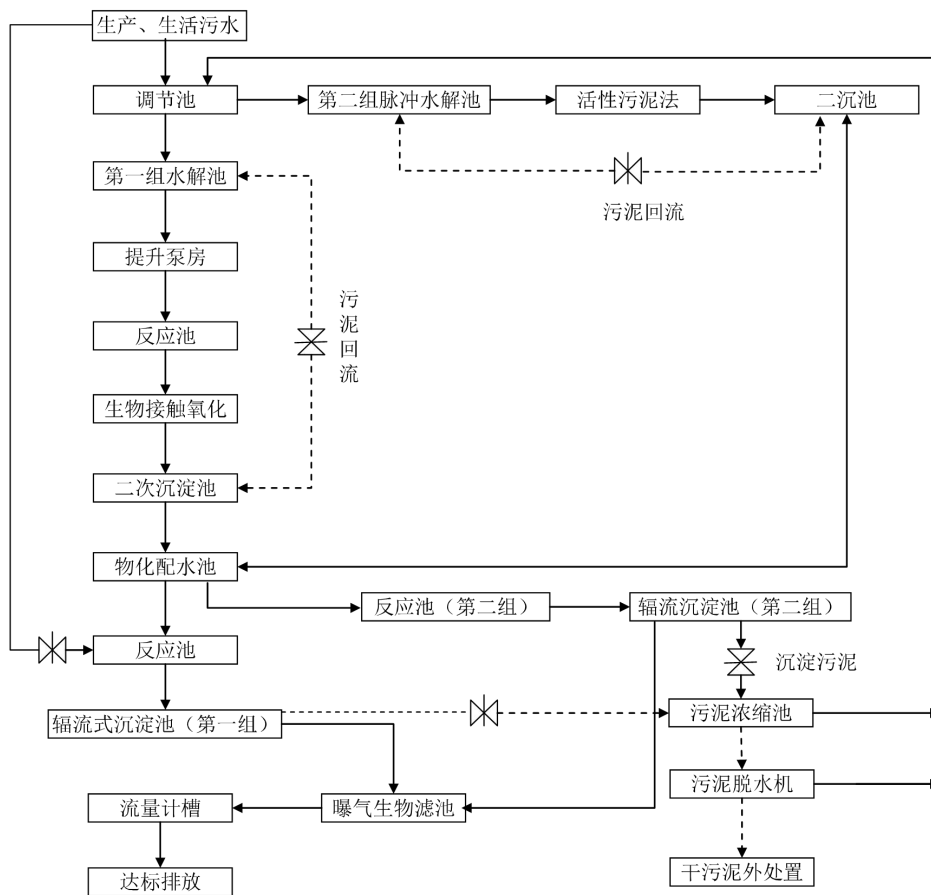 生产、生活污水
调节池
第二组脉冲水解池
活性污泥法
二沉池
第一组水解池
污泥回流
提升泵房
污泥回流
反应池
生物接触氧化
二次沉淀池
物化配水池
反应池（第二组）
辐流沉淀池（第二组）
反应池
沉淀污泥
辐流式沉淀池（第一组）
污泥浓缩池
污泥脱水机
流量计槽
曝气生物滤池
达标排放
干污泥外处置